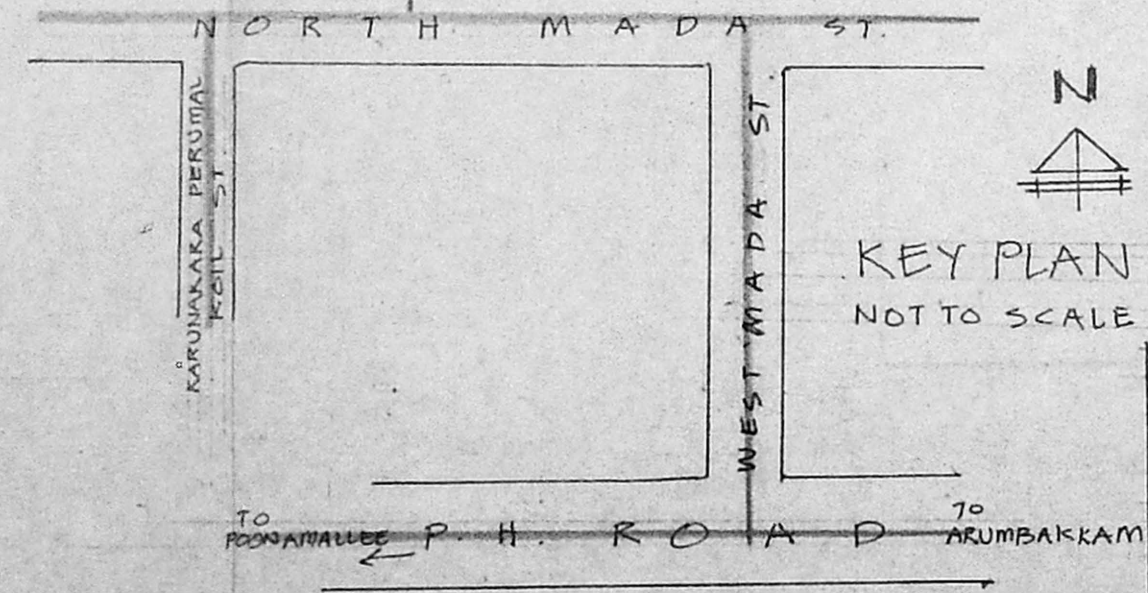 NORTH MADA ST.
KARUNAKARA PERUMAL
KOIL ST.
WEST MADA ST.
N
KEY PLAN
NOT TO SCALE
TO
POONAMALLEE
P. H. ROAD
TO
ARUMBAKKAM